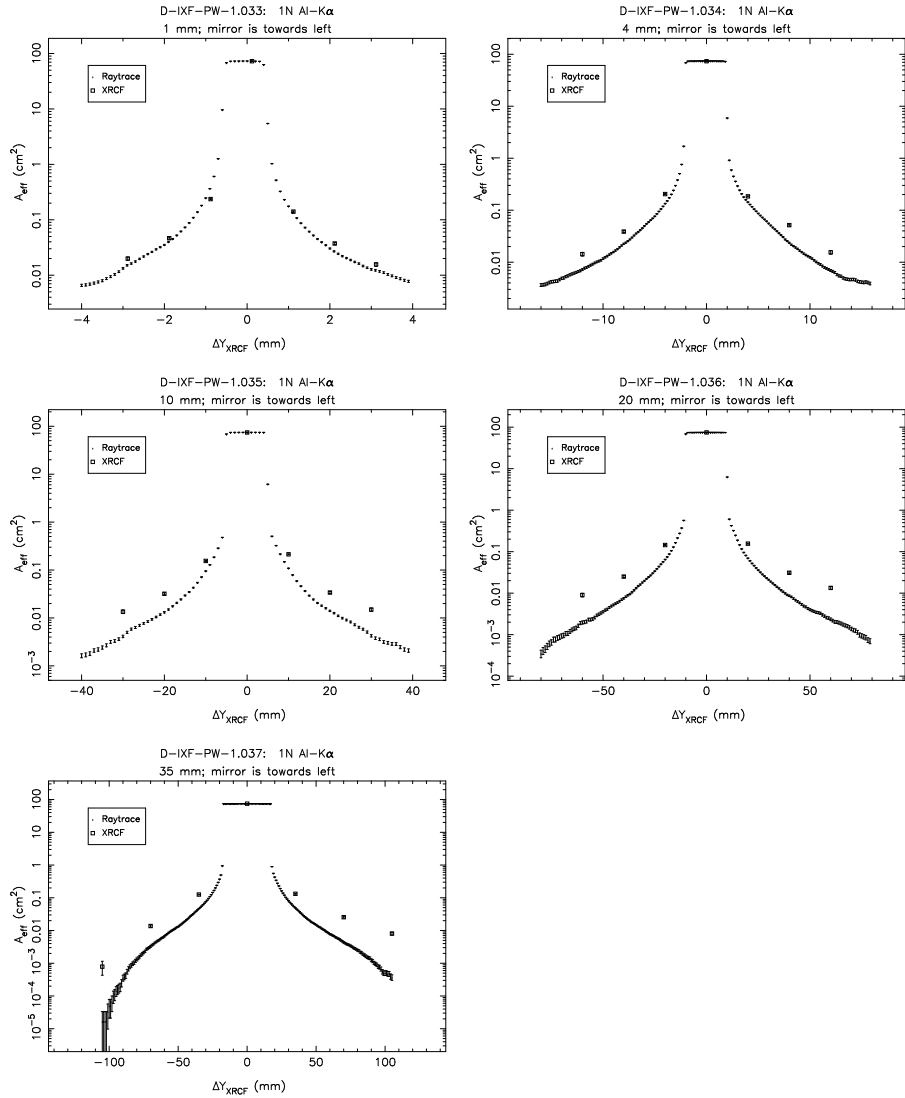 D-IXF-PW-1.033: 1N Al-Kα
1 mm; mirror is towards left
Raytrace
XRCF
100
10
1
0.1
0.01
A_eff (cm²)
-4 -2 0 2 4
ΔY_XRCF (mm)
D-IXF-PW-1.034: 1N Al-Kα
4 mm; mirror is towards left
Raytrace
XRCF
100
10
1
0.1
0.01
A_eff (cm²)
-10 0 10
ΔY_XRCF (mm)
D-IXF-PW-1.035: 1N Al-Kα
10 mm; mirror is towards left
Raytrace
XRCF
100
10
1
0.1
0.01
10⁻³
A_eff (cm²)
-40 -20 0 20 40
ΔY_XRCF (mm)
D-IXF-PW-1.036: 1N Al-Kα
20 mm; mirror is towards left
Raytrace
XRCF
100
10
1
0.1
0.01
10⁻³
10⁻⁴
A_eff (cm²)
-50 0 50
ΔY_XRCF (mm)
D-IXF-PW-1.037: 1N Al-Kα
35 mm; mirror is towards left
Raytrace
XRCF
100
10
1
0.1
0.01
10⁻³
10⁻⁴
10⁻⁵
A_eff (cm²)
-100 -50 0 50 100
ΔY_XRCF (mm)